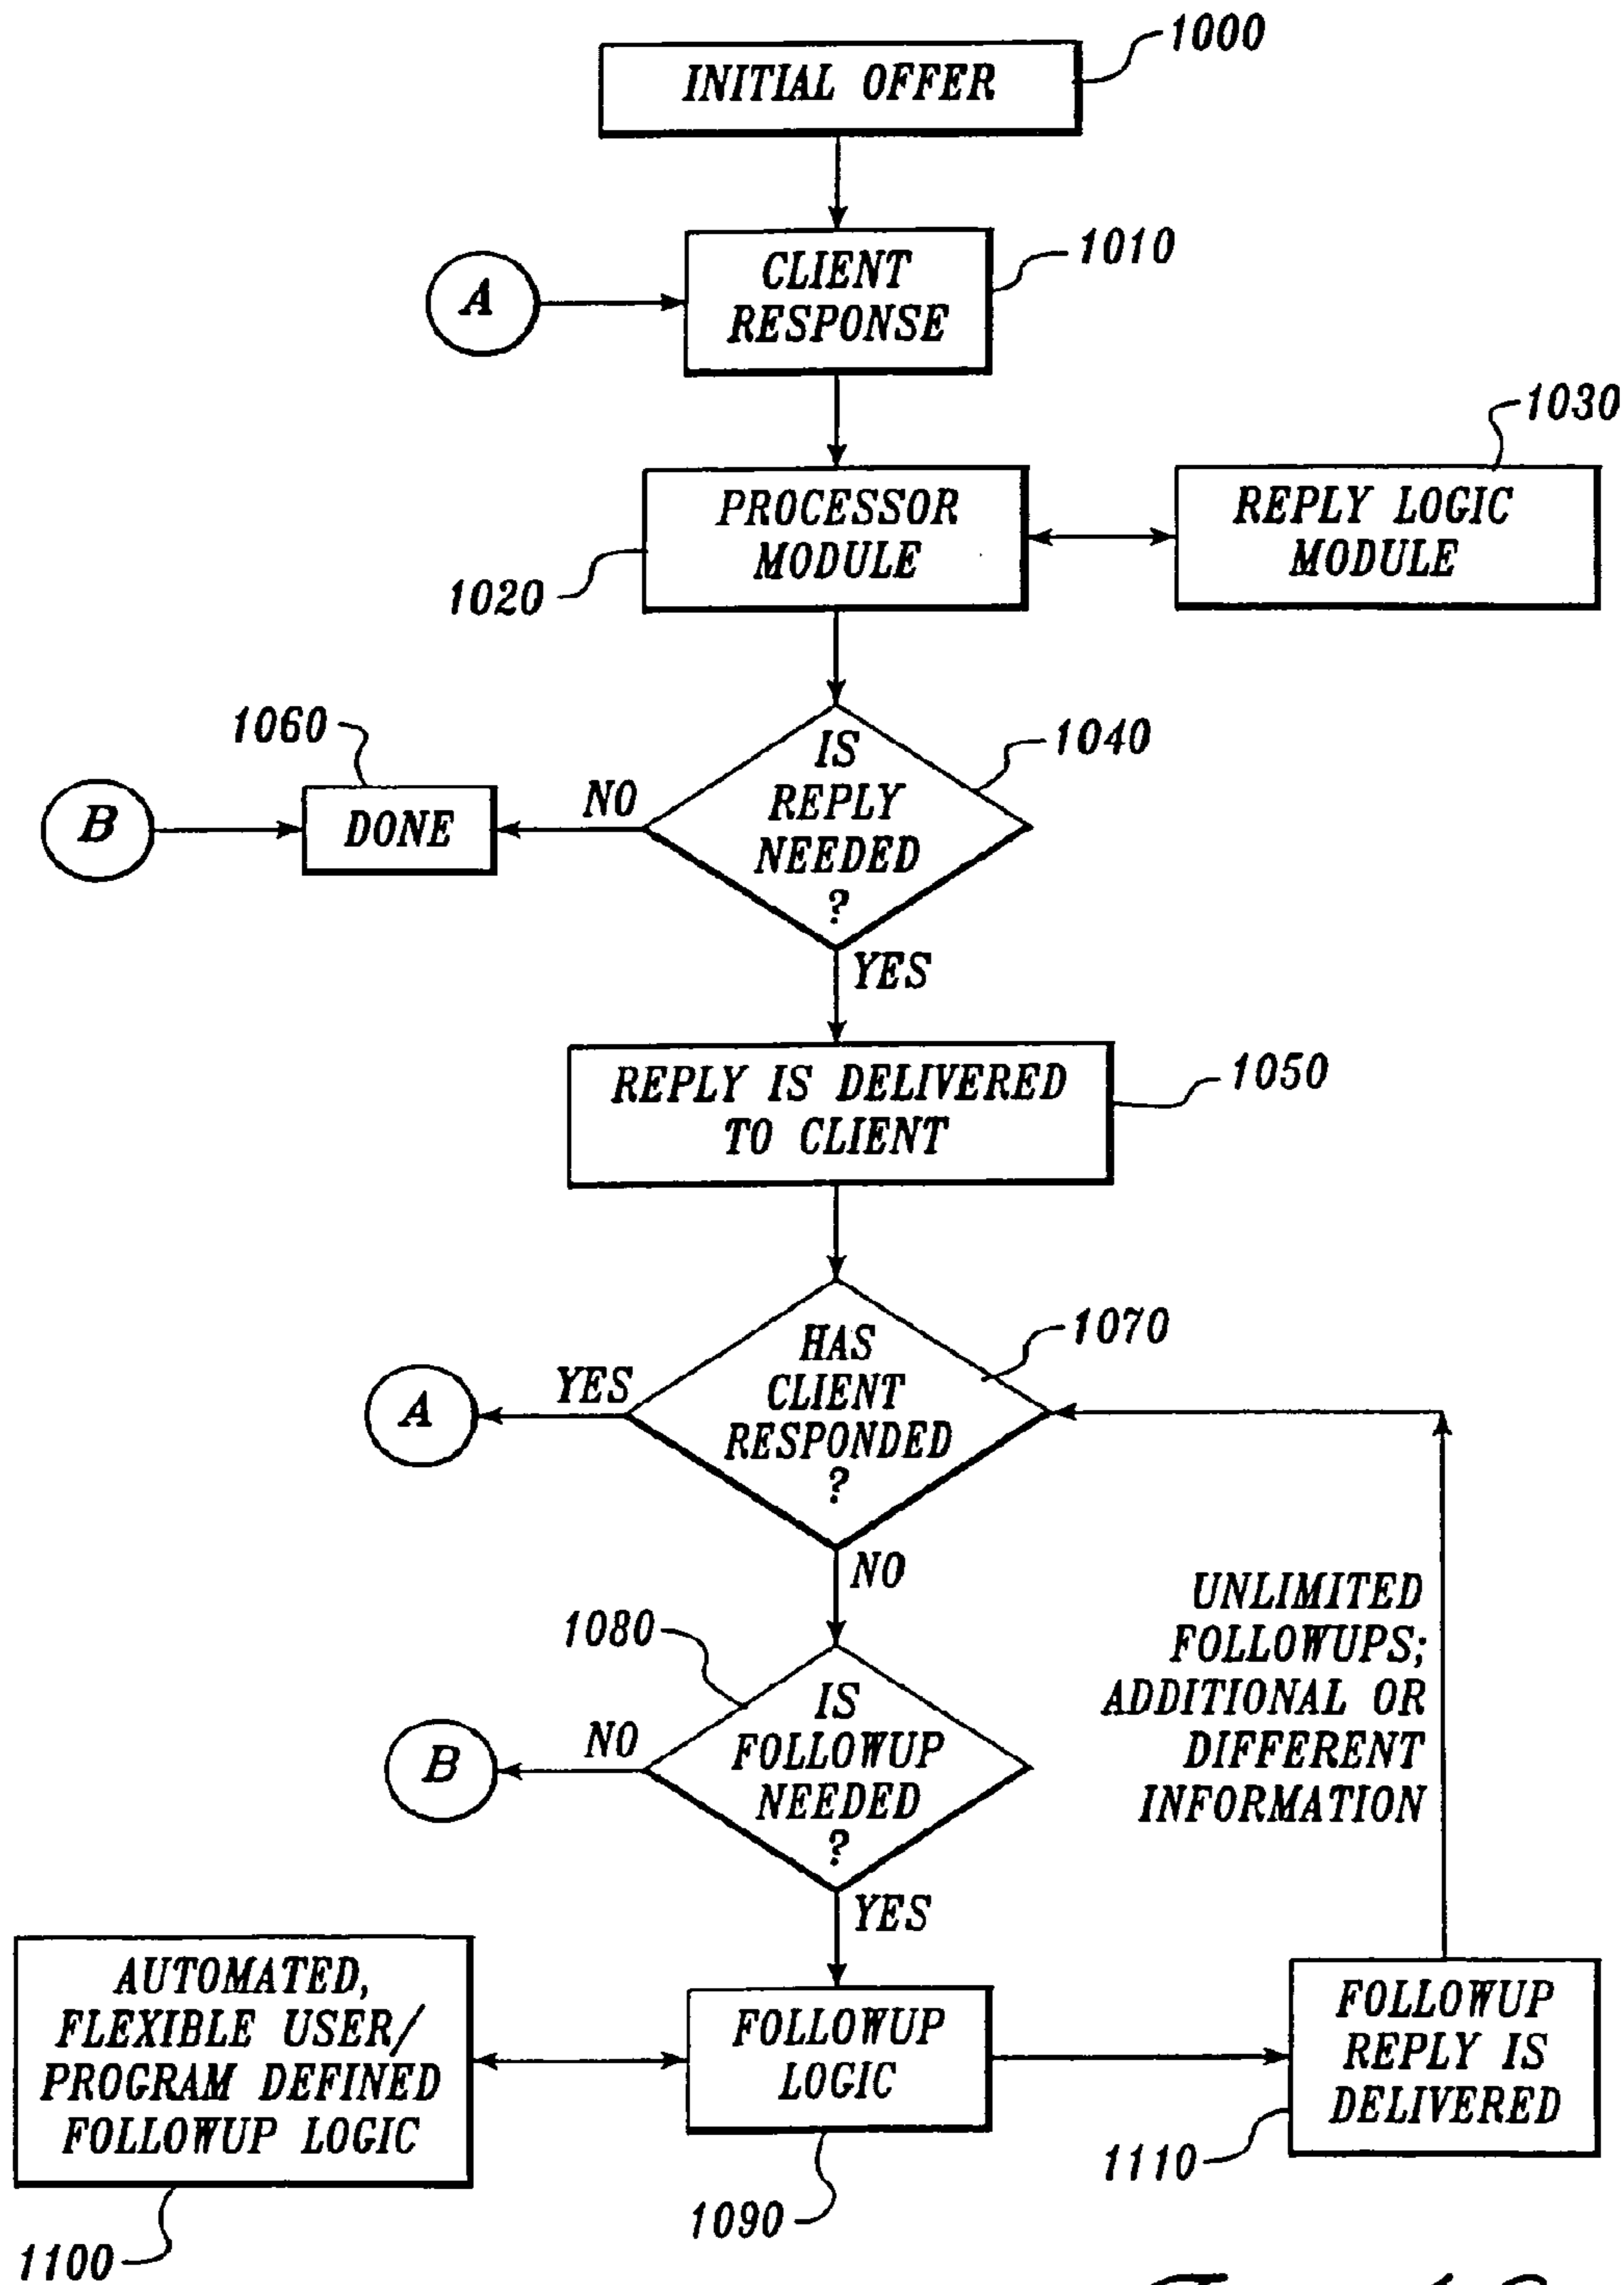 1000
INITIAL OFFER
1010
CLIENT
RESPONSE
A
1030
PROCESSOR
MODULE
REPLY LOGIC
MODULE
1020
1060
1040
IS
REPLY
NEEDED
?
NO
DONE
B
YES
1050
REPLY IS DELIVERED
TO CLIENT
1070
HAS
CLIENT
RESPONDED
?
YES
A
NO
UNLIMITED
FOLLOWUPS;
ADDITIONAL OR
DIFFERENT
INFORMATION
1080
IS
FOLLOWUP
NEEDED
?
NO
B
YES
AUTOMATED,
FLEXIBLE USER/
PROGRAM DEFINED
FOLLOWUP LOGIC
FOLLOWUP
LOGIC
FOLLOWUP
REPLY IS
DELIVERED
1110
1090
1100